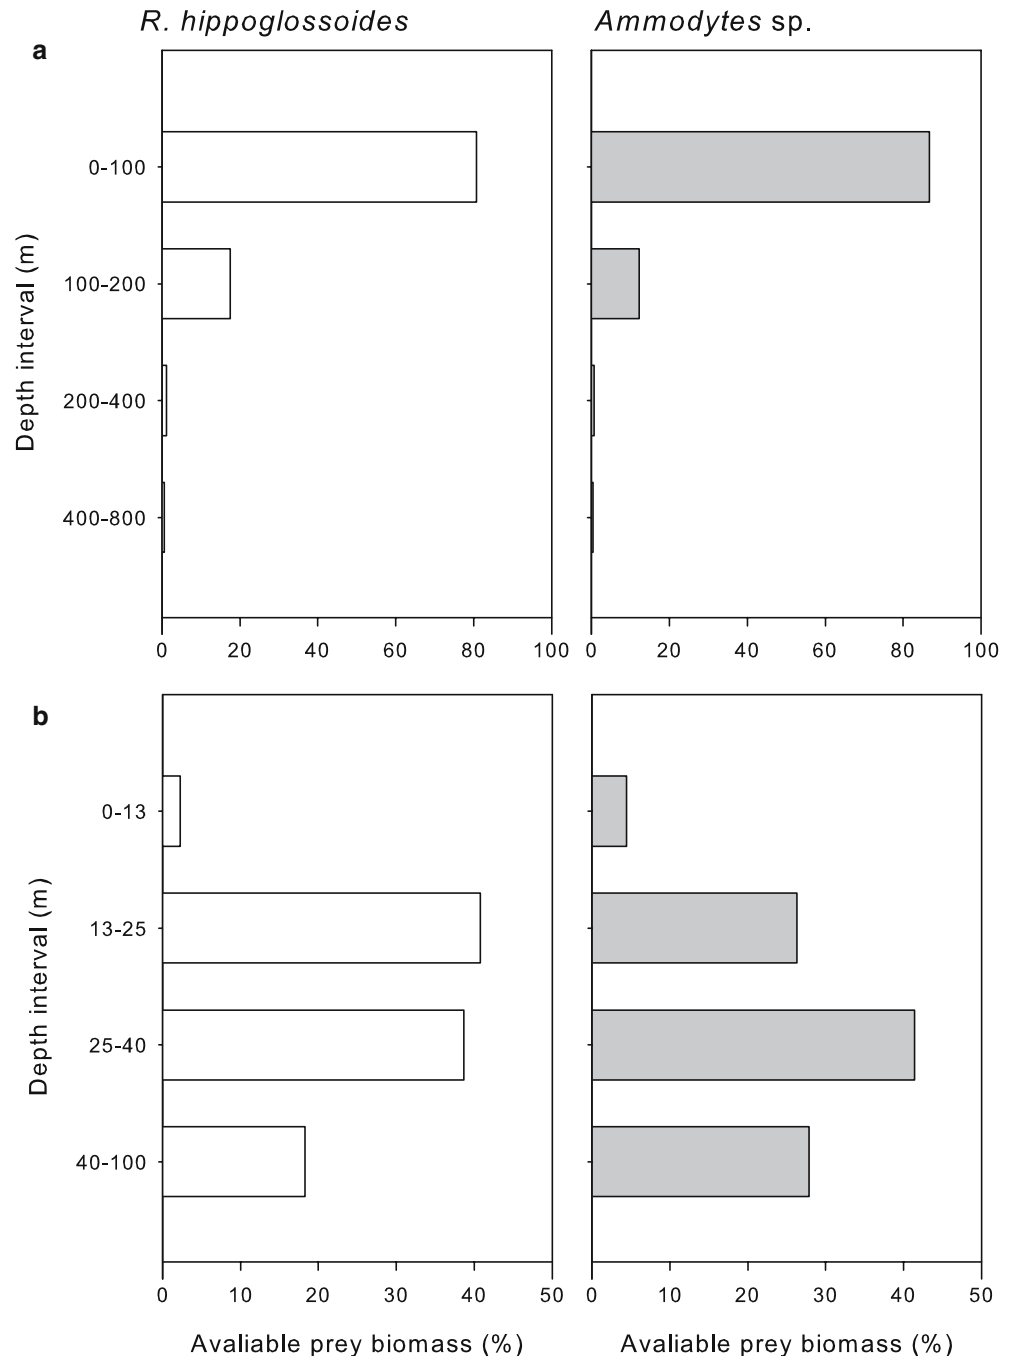 R. hippoglossoides
Ammodytes sp.
a
Depth interval (m)
0-100
100-200
200-400
400-800
0 20 40 60 80 100
0 20 40 60 80 100
b
Depth interval (m)
0-13
13-25
25-40
40-100
0 10 20 30 40 50
0 10 20 30 40 50
Avaliable prey biomass (%)
Avaliable prey biomass (%)